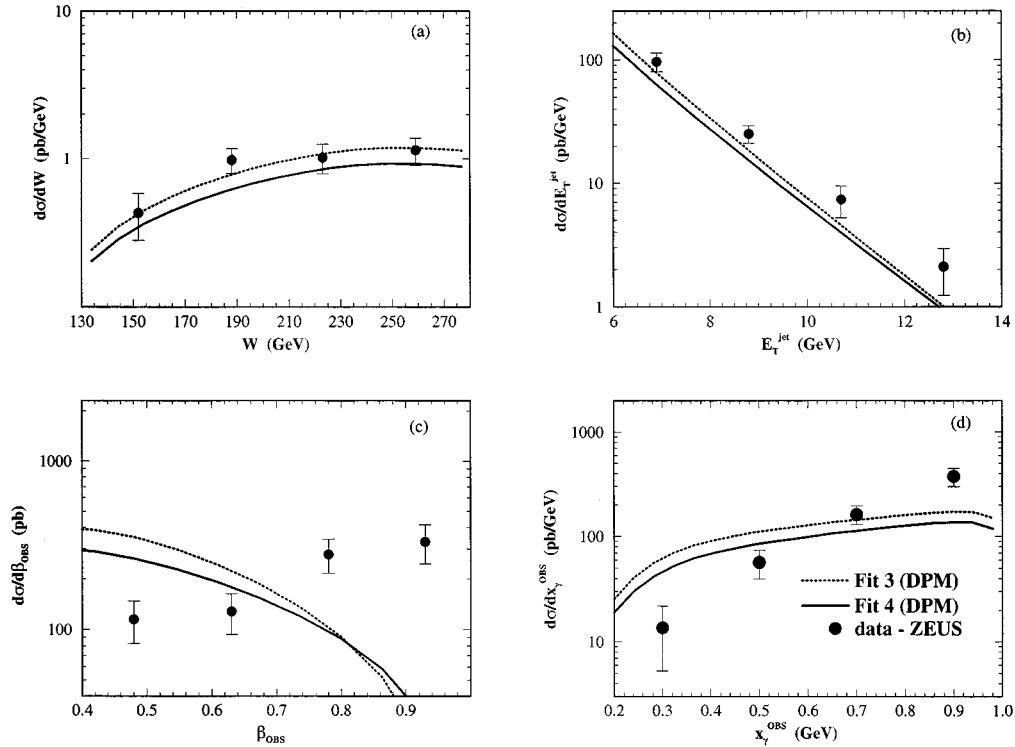 10
1
dσ/dW (pb/GeV)
(a)
130 150 170 190 210 230 250 270
W (GeV)
100
10
1
dσ/dE_T^jet (pb/GeV)
(b)
6 8 10 12 14
E_T^jet (GeV)
1000
100
dσ/dβ_OBS (pb)
(c)
0.4 0.5 0.6 0.7 0.8 0.9
β_OBS
1000
100
10
dσ/dx_γ^OBS (pb/GeV)
(d)
Fit 3 (DPM)
Fit 4 (DPM)
data - ZEUS
0.2 0.3 0.4 0.5 0.6 0.7 0.8 0.9 1.0
x_γ^OBS (GeV)